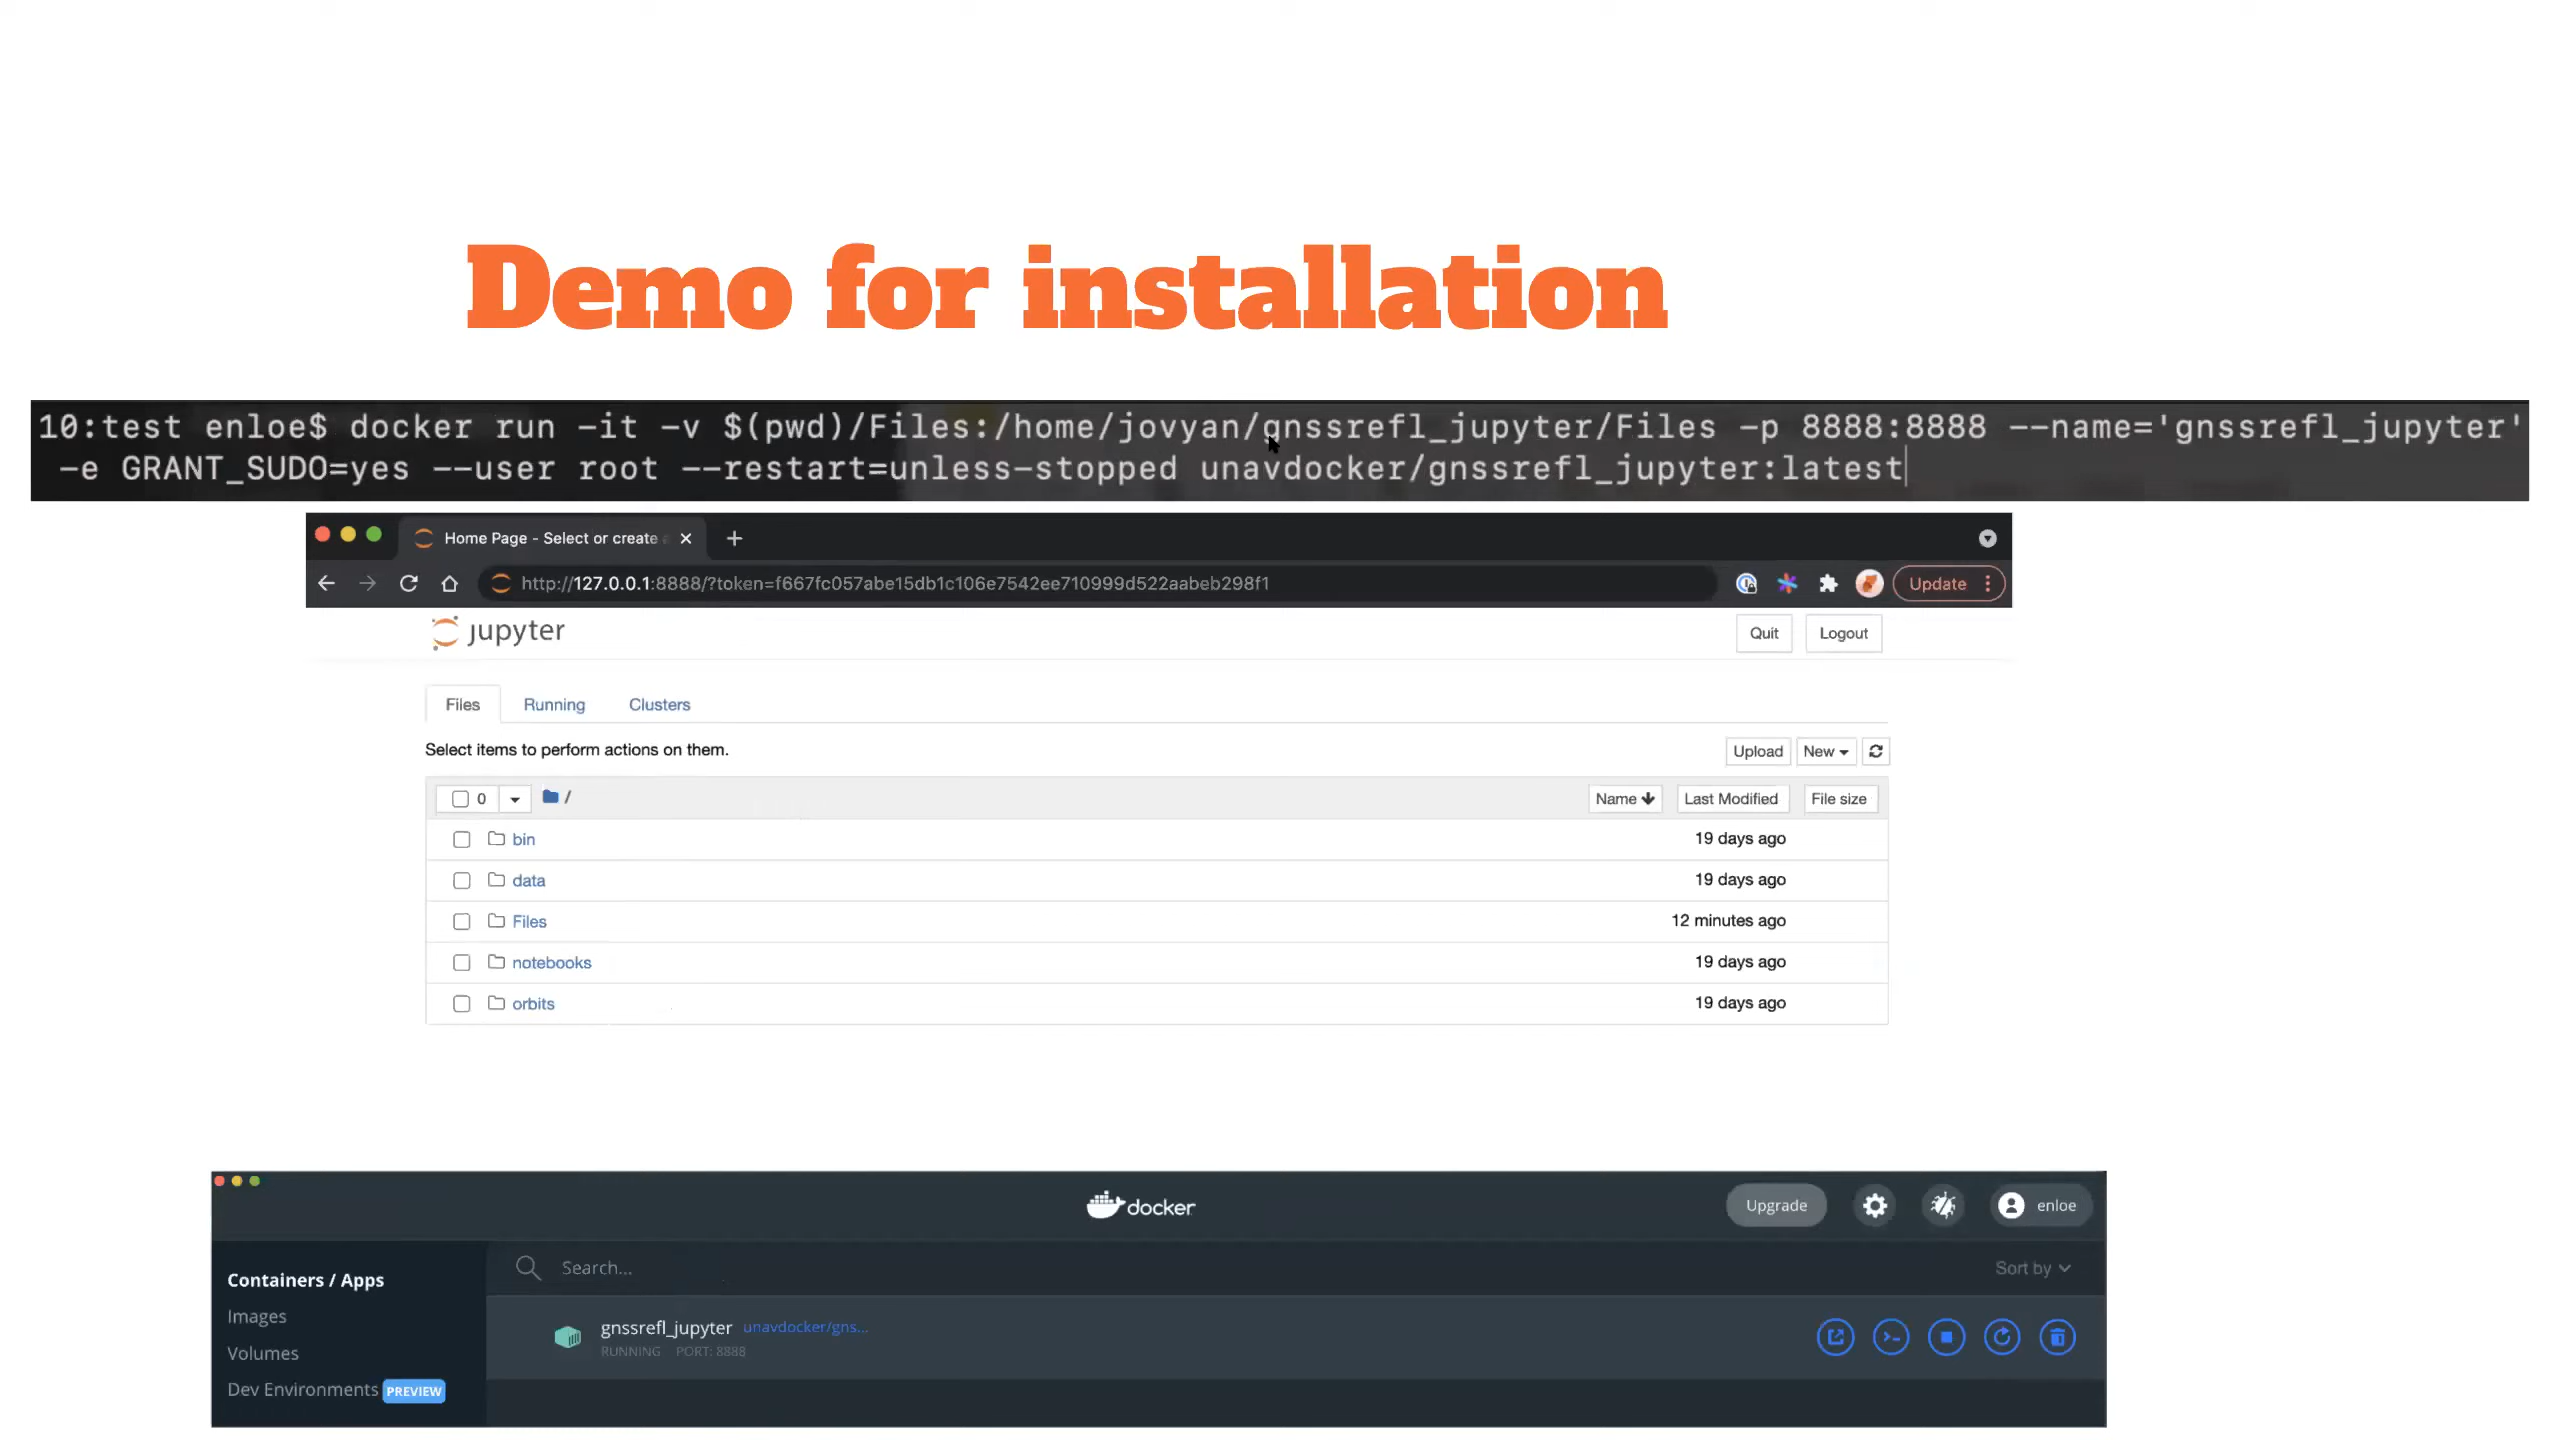 Demo for installation
10:test enloe$ docker run -it -v $(pwd)/Files:/home/jovyan/gnssrefl_jupyter/Files -p 8888:8888 --name='gnssrefl_jupyter'
-e GRANT_SUDO=yes --user root --restart=unless-stopped unavdocker/gnssrefl_jupyter:latest
Home Page - Select or create
http://127.0.0.1:8888/?token=f667fc057abe15db1c106e7542ee710999d522aabeb298f1
Update
jupyter
Quit Logout
Files Running Clusters
Select items to perform actions on them.
Upload New
0 / Name Last Modified File size
bin 19 days ago
data 19 days ago
Files 12 minutes ago
notebooks 19 days ago
orbits 19 days ago
docker Upgrade enloe
Containers / Apps
Images
Volumes
Dev Environments PREVIEW
Search... Sort by
gnssrefl_jupyter unavdocker/gns...
RUNNING PORT: 8888